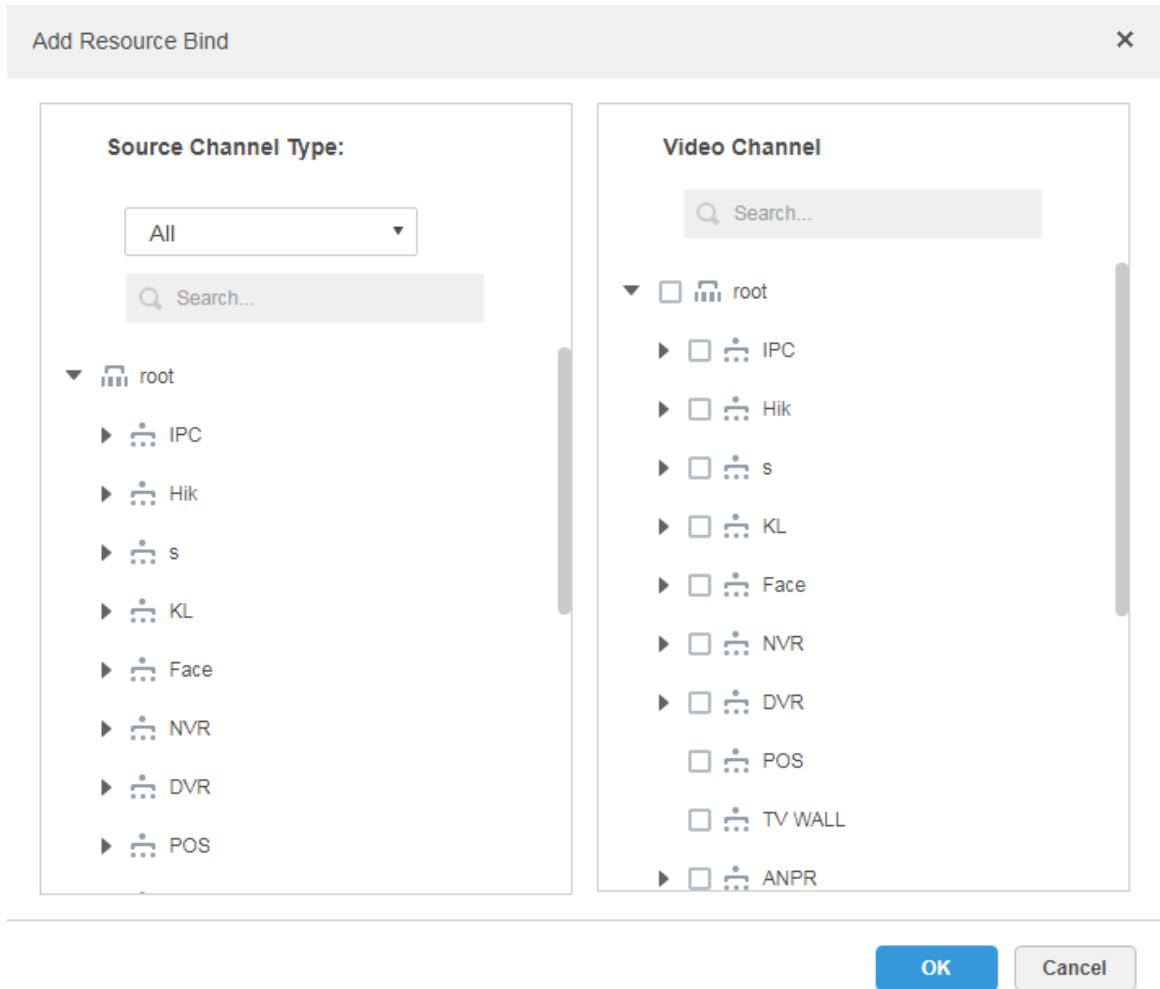 Add Resource Bind
Source Channel Type:
All
Search...
root
IPC
Hik
s
KL
Face
NVR
DVR
POS
Video Channel
Search...
root
IPC
Hik
s
KL
Face
NVR
DVR
POS
TV WALL
ANPR
OK
Cancel